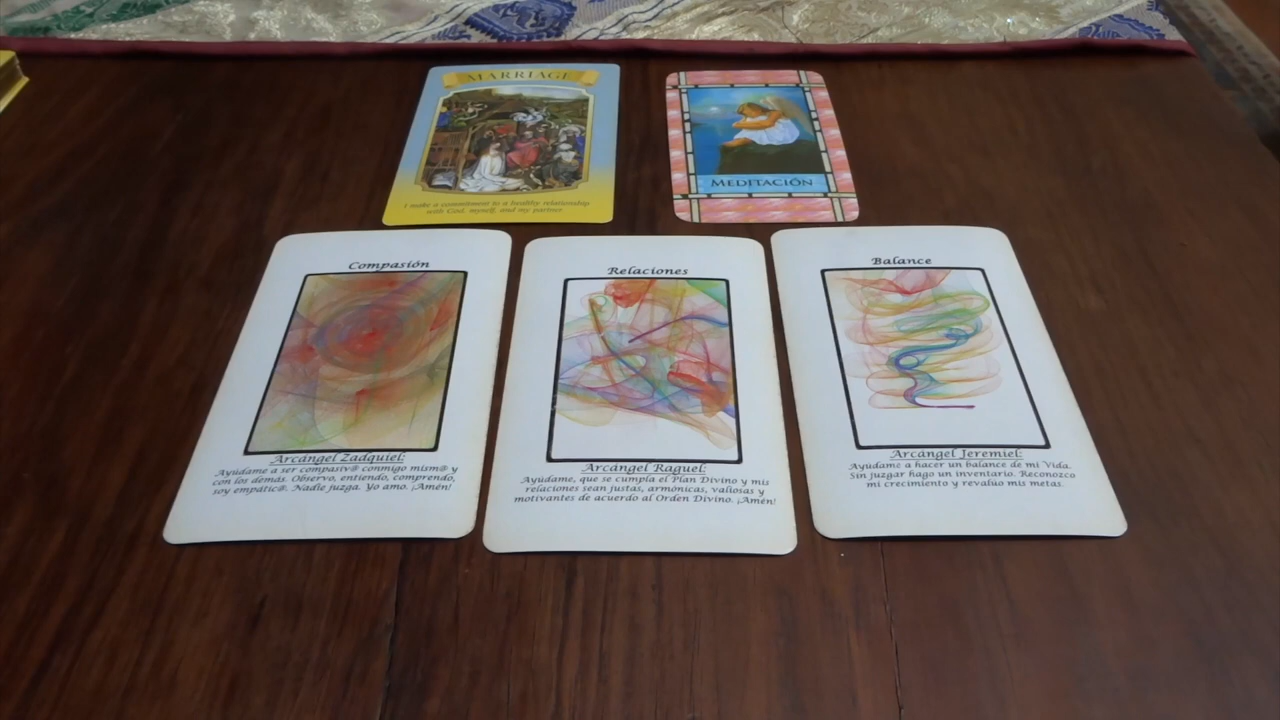 MARRIAGE
I make a commitment to a healthy relationship
with God, myself, and my partner.
MEDITACIÓN
Compasión
Arcángel Zadquiel:
Ayúdame a ser compasiv@ conmigo mism@ y
con los demás. Observo, entiendo, comprendo,
soy empátic@. Nadie juzga. Yo amo. ¡Amén!
Relaciones
Arcángel Raguel:
Ayúdame, que se cumpla el Plan Divino y mis
relaciones sean justas, armónicas, valiosas y
motivantes de acuerdo al Orden Divino. ¡Amén!
Balance
Arcángel Jeremiel:
Ayúdame a hacer un balance de mi Vida.
Sin juzgar hago un inventario. Reconozco
mi crecimiento y revalúo mis metas.